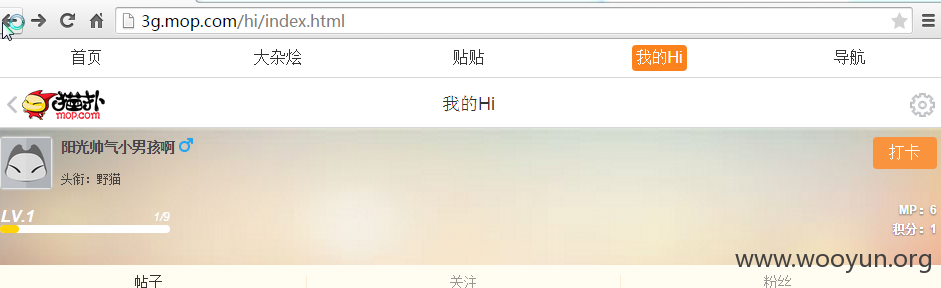 3g.mop.com/hi/index.html
首页 大杂烩 贴贴 我的Hi 导航
猫扑 mop.com 我的Hi
阳光帅气小男孩啊 打卡
头衔：野猫
MP：6
LV.1 1/9
积分：1
www.wooyun.org
帖子 关注 粉丝